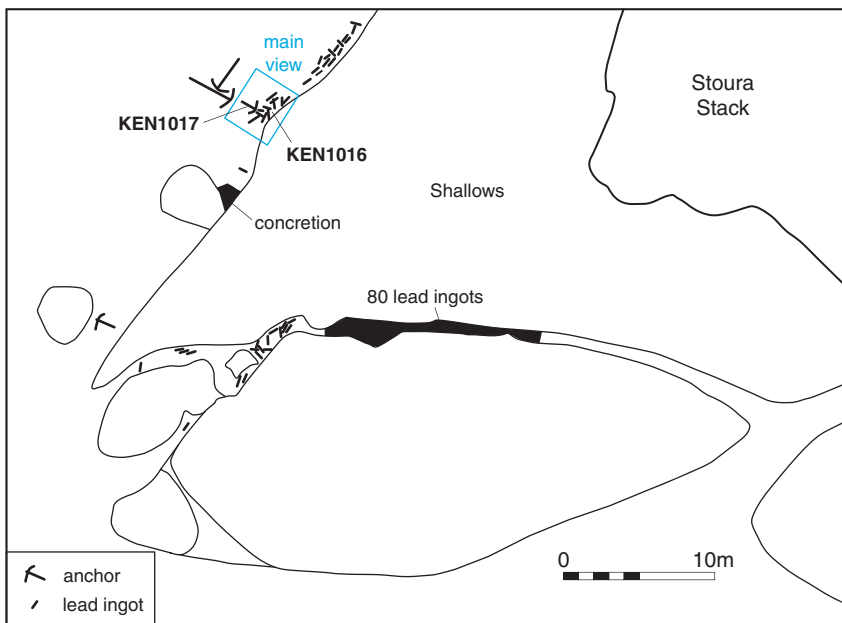 main
view
Stoura
Stack
KEN1017
KEN1016
Shallows
concretion
80 lead ingots
0 10m
anchor
lead ingot